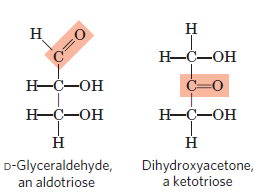 H O
C
H—C—OH
H—C—OH
H
D-Glyceraldehyde,
an aldotriose
H
H—C—OH
C=O
H—C—OH
H
Dihydroxyacetone,
a ketotriose